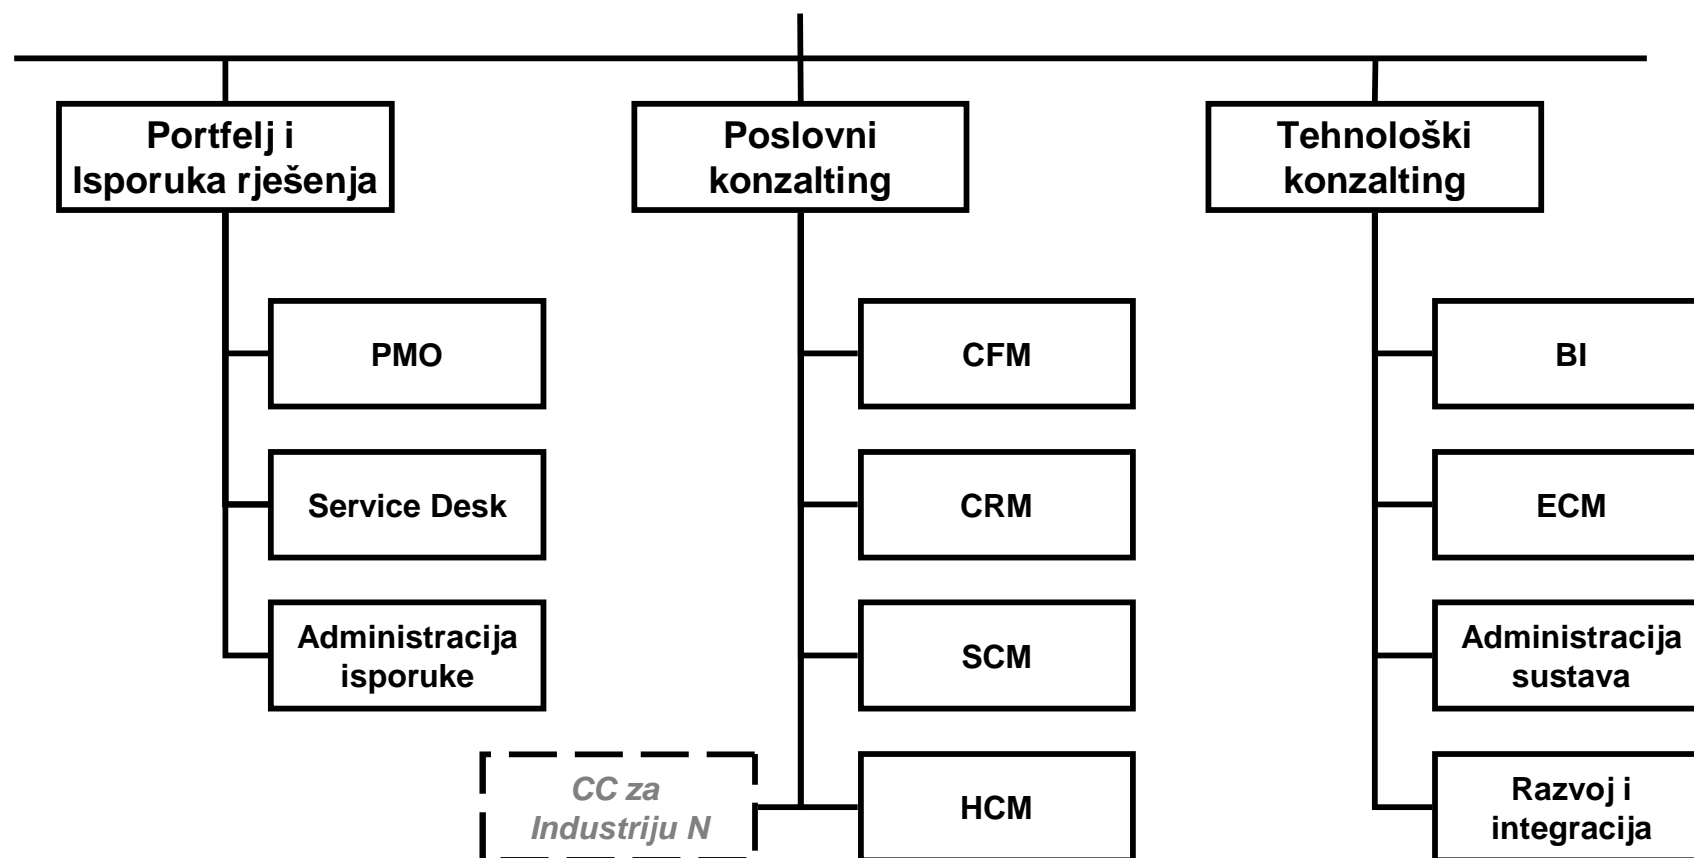 Portfelj i
Isporuka rješenja
Poslovni
konzalting
Tehnološki
konzalting
PMO
CFM
BI
Service Desk
CRM
ECM
Administracija
isporuke
SCM
Administracija
sustava
CC za
Industriju N
HCM
Razvoj i
integracija